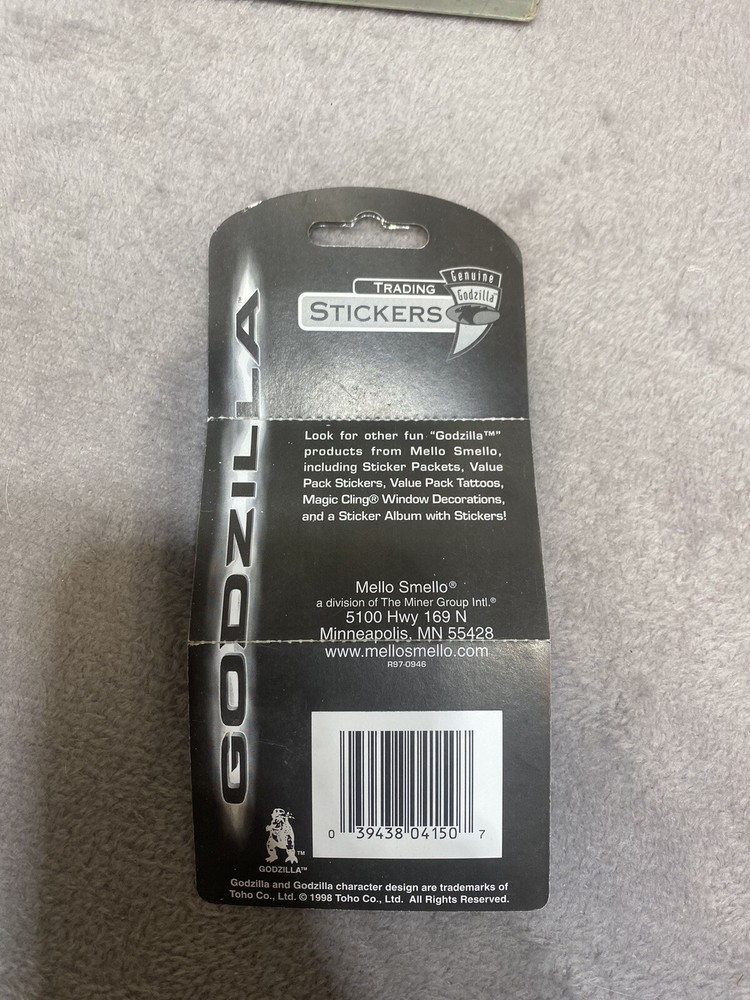 TRADING
STICKERS
Genuine
Godzilla™
GODZILLA™
Look for other fun "Godzilla™"
products from Mello Smello,
including Sticker Packets, Value
Pack Stickers, Value Pack Tattoos,
Magic Cling® Window Decorations,
and a Sticker Album with Stickers!
Mello Smello®
a division of The Miner Group Intl.®
5100 Hwy 169 N
Minneapolis, MN 55428
www.mellosmello.com
R97-0946
0 39438 04150 7
TM
GODZILLA™
Godzilla and Godzilla character design are trademarks of
Toho Co., Ltd. © 1998 Toho Co., Ltd. All Rights Reserved.